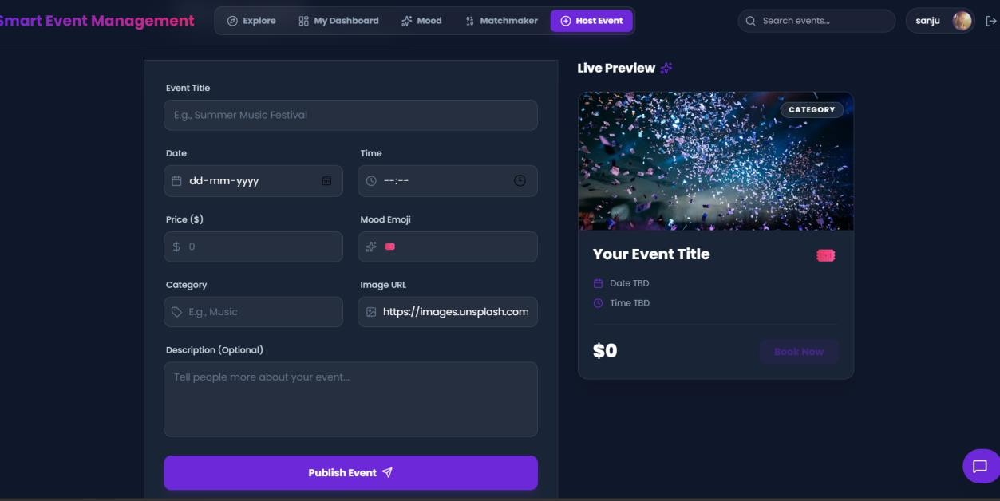 Smart Event Management
Explore My Dashboard Mood Matchmaker Host Event
Search events...
sanju
Event Title
E.g., Summer Music Festival
Date Time
dd-mm-yyyy --:--
Price ($) Mood Emoji
$ 0
Category Image URL
E.g., Music https://images.unsplash.com
Description (Optional)
Tell people more about your event...
Publish Event
Live Preview
CATEGORY
Your Event Title
Date TBD
Time TBD
$0 Book Now